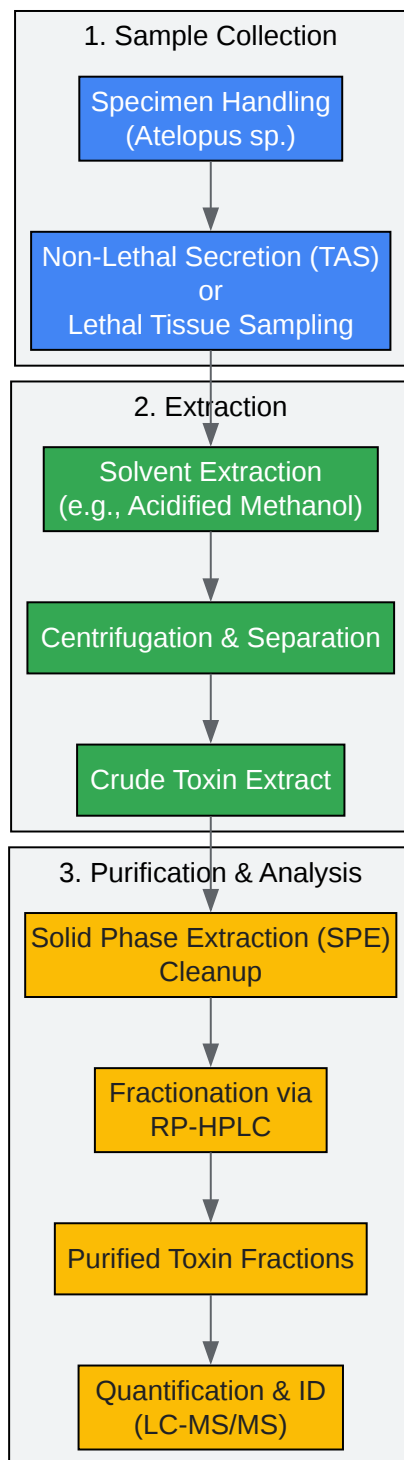 1. Sample Collection
Specimen Handling
(Atelopus sp.)
Non-Lethal Secretion (TAS)
or
Lethal Tissue Sampling
2. Extraction
Solvent Extraction
(e.g., Acidified Methanol)
Centrifugation & Separation
Crude Toxin Extract
3. Purification & Analysis
Solid Phase Extraction (SPE)
Cleanup
Fractionation via
RP-HPLC
Purified Toxin Fractions
Quantification & ID
(LC-MS/MS)